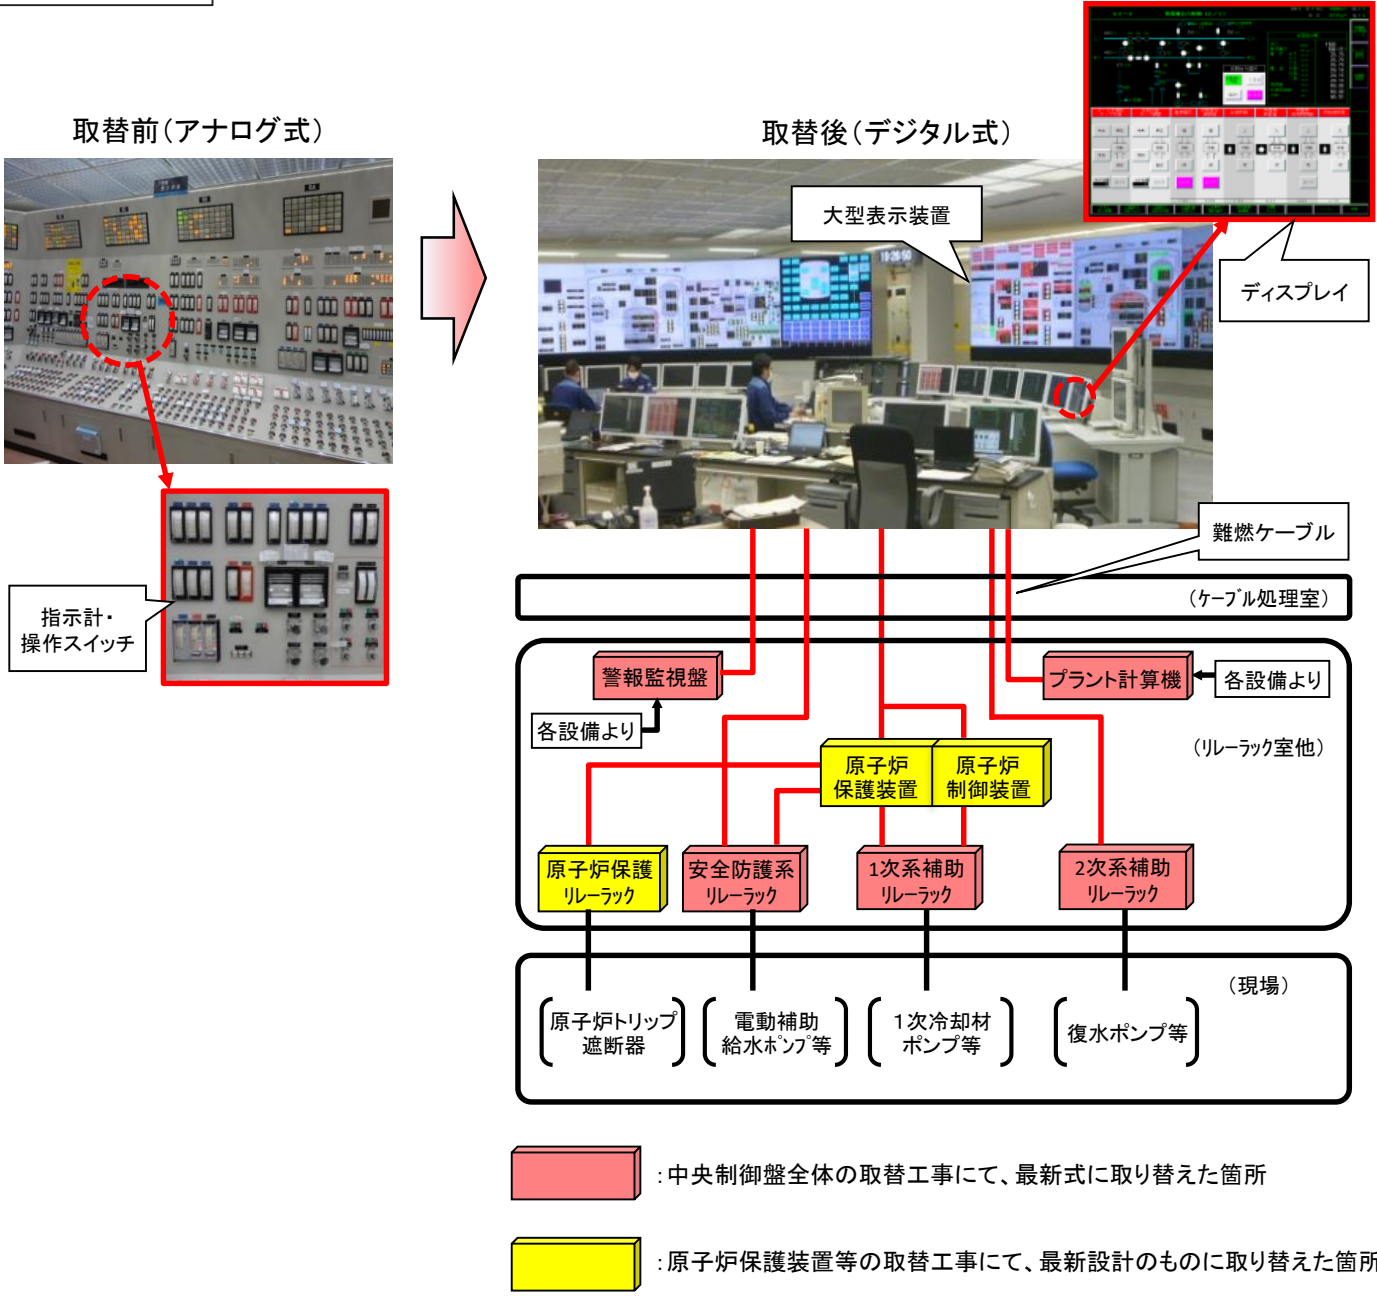 取替前(アナログ式)
取替後(デジタル式)
大型表示装置
19:26:50
ディスプレイ
指示計・
操作スイッチ
難燃ケーブル
(ケーブル処理室)
警報監視盤
各設備より
プラント計算機
各設備より
(リレーラック室他)
原子炉
保護装置
原子炉
制御装置
原子炉保護
リレーラック
安全防護系
リレーラック
1次系補助
リレーラック
2次系補助
リレーラック
(現場)
原子炉トリップ
遮断器
電動補助
給水ポンプ等
1次冷却材
ポンプ等
復水ポンプ等
:中央制御盤全体の取替工事にて、最新式に取り替えた箇所
:原子炉保護装置等の取替工事にて、最新設計のものに取り替えた箇所